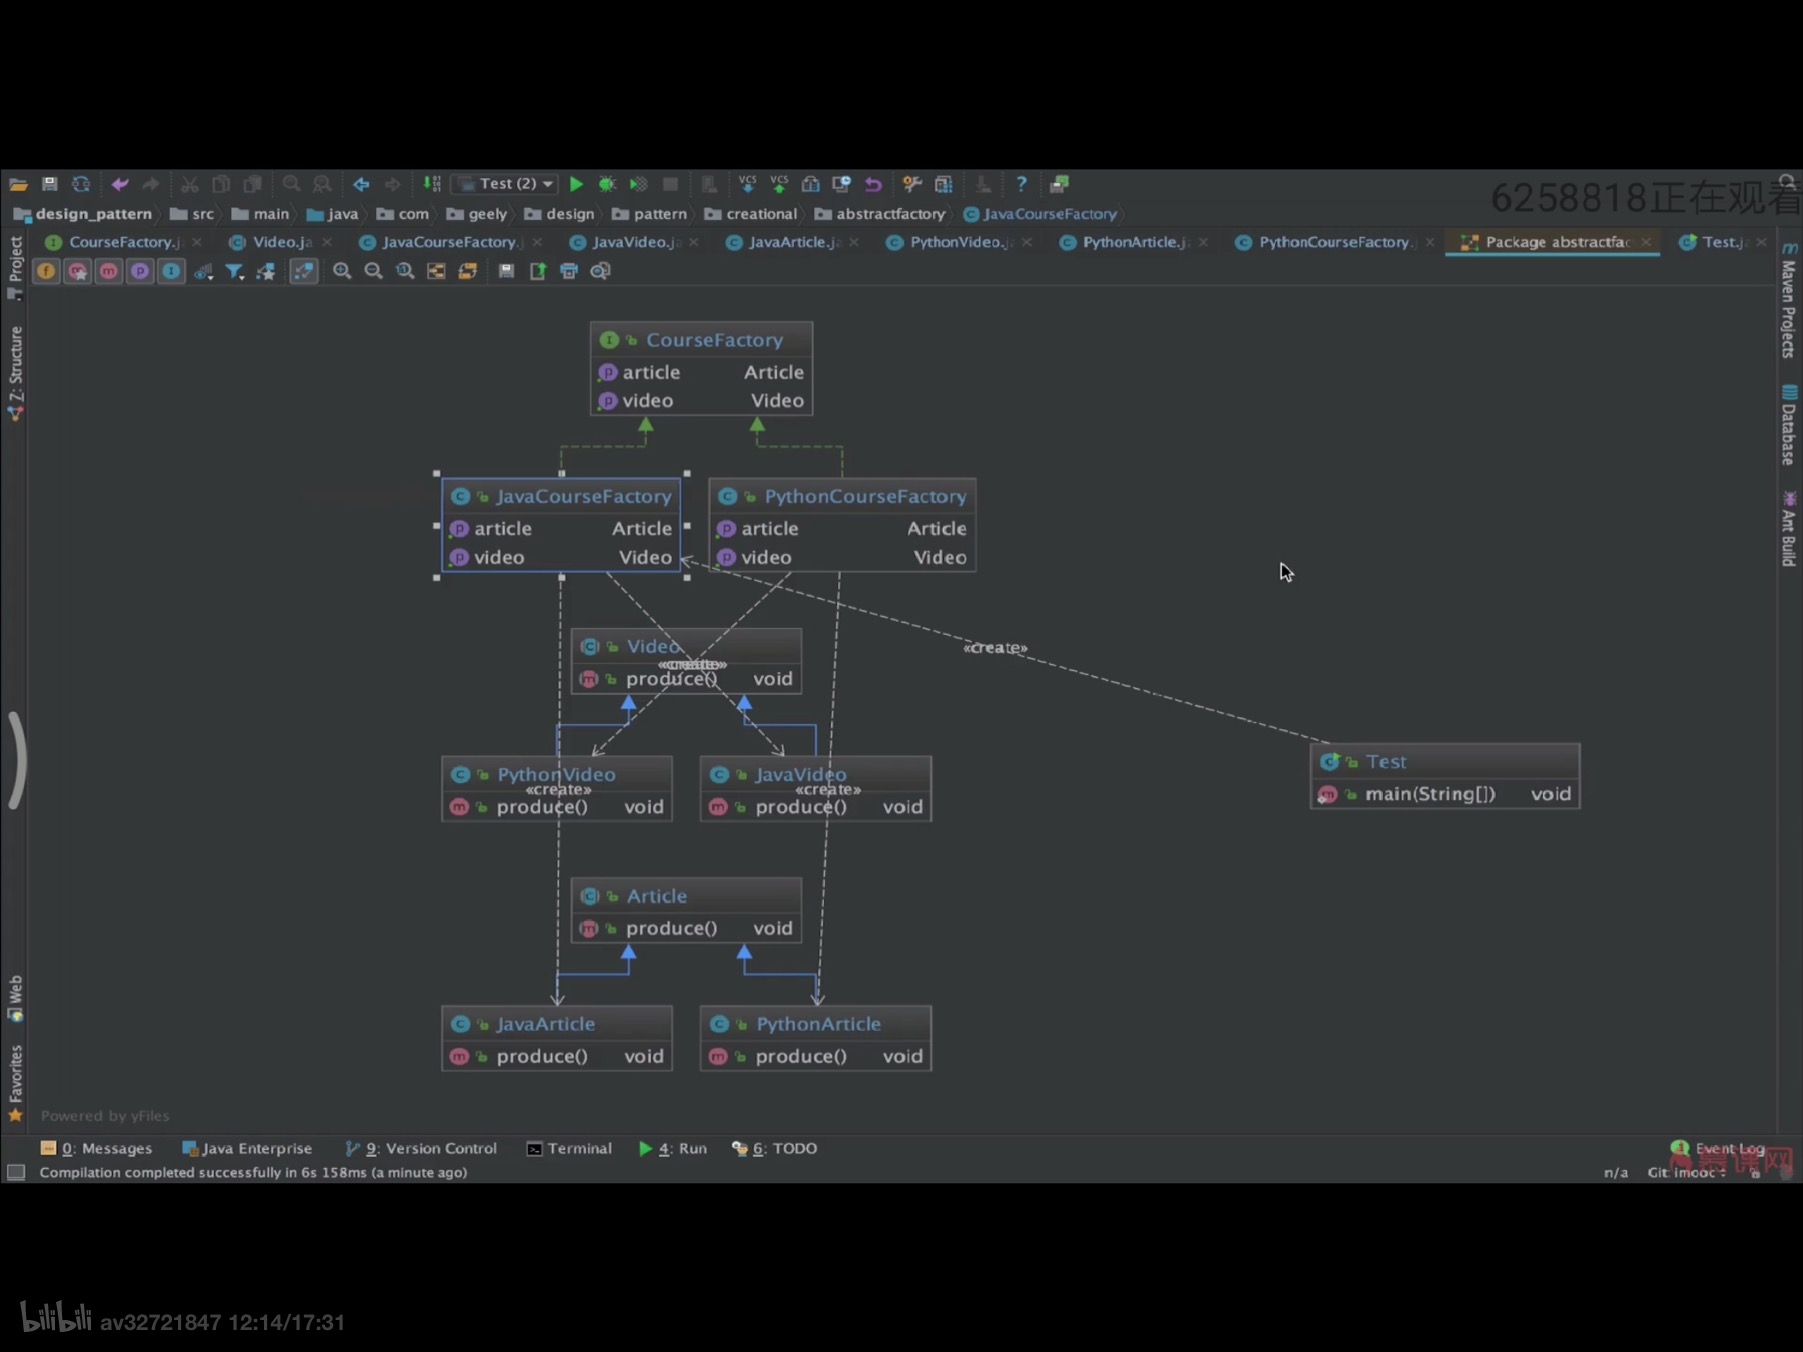 Test (2)
6258818正在观看
design_pattern src main java com geely design pattern creational abstractfactory JavaCourseFactory
CourseFactory.j Video.ja JavaCourseFactory. JavaVideo.j JavaArticle.ja PythonVideo.j PythonArticle.j PythonCourseFactory. Package abstractfac Test.j
Project
Z: Structure
Web
Favorites
Maven Projects
Database
Ant Build
CourseFactory
article Article
video Video
JavaCourseFactory
article Article
video Video
PythonCourseFactory
article Article
video Video
«create»
Video
«create»
produce() void
PythonVideo
«create»
produce() void
JavaVideo
«create»
produce() void
Test
main(String[]) void
Article
produce() void
JavaArticle
produce() void
PythonArticle
produce() void
Powered by yFiles
0: Messages Java Enterprise 9: Version Control Terminal 4: Run 6: TODO Event Log
慕课网
Compilation completed successfully in 6s 158ms (a minute ago) n/a Git: imooc
bilibili av32721847 12:14/17:31